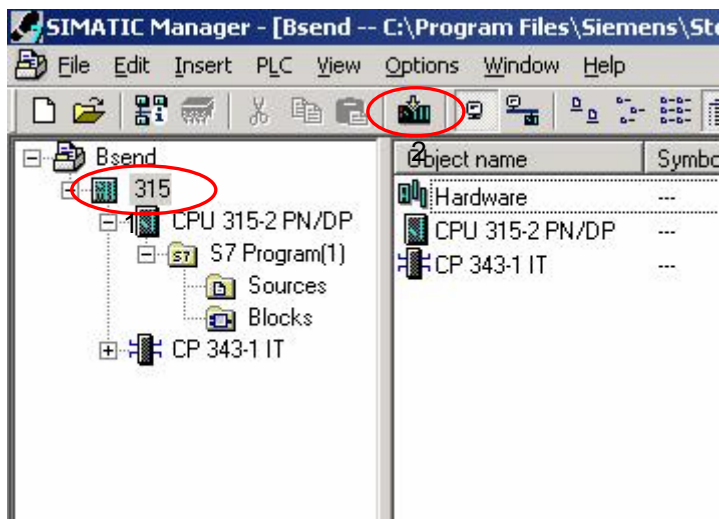 SIMATIC Manager - [Bsend -- C:\Program Files\Siemens\Ste
File Edit Insert PLC View Options Window Help
2
Bsend
Object name Symbo
315
Hardware ---
1
CPU 315-2 PN/DP
CPU 315-2 PN/DP ---
S7 Program(1)
CP 343-1 IT ---
Sources
Blocks
CP 343-1 IT